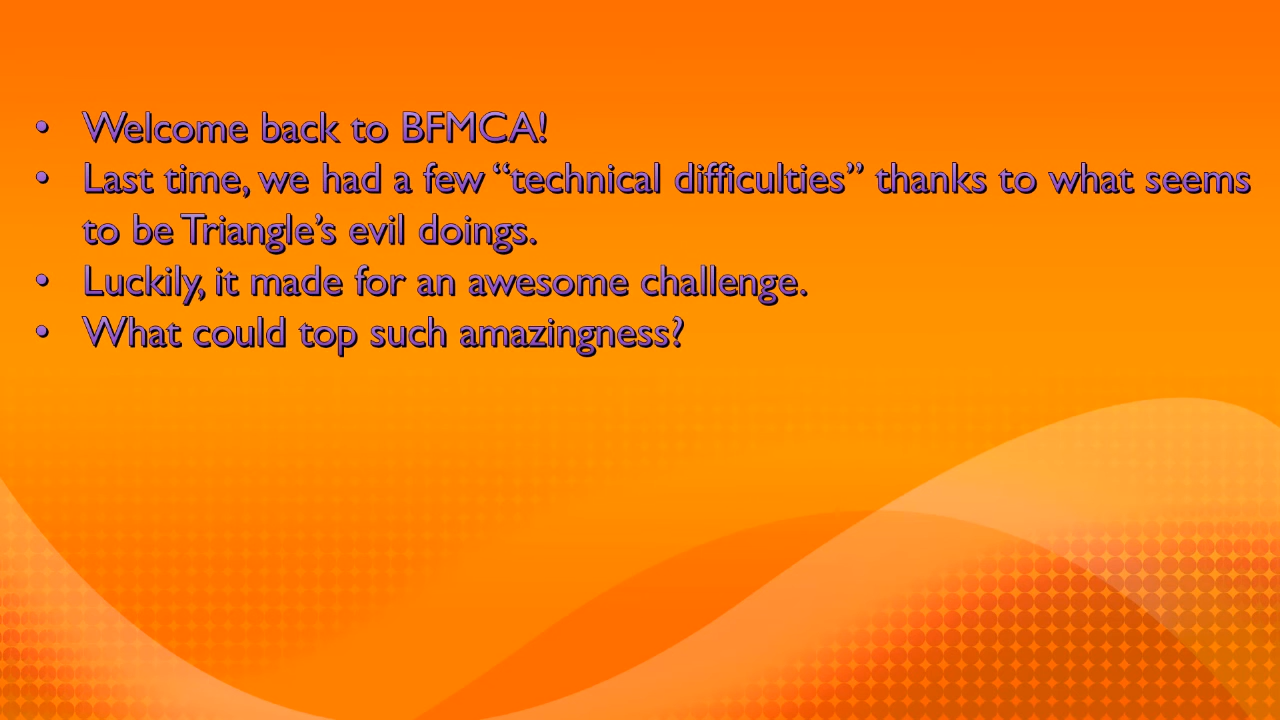 • Welcome back to BFMCA!
• Last time, we had a few “technical difficulties” thanks to what seems
to be Triangle’s evil doings.
• Luckily, it made for an awesome challenge.
• What could top such amazingness?